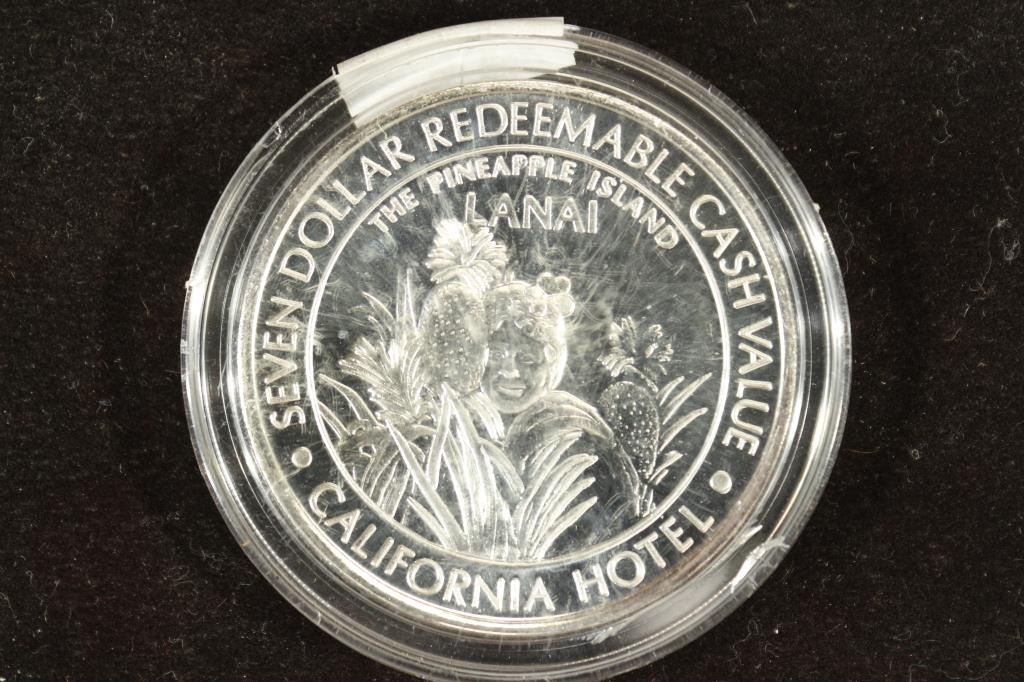 SEVEN DOLLAR REDEEMABLE CASH VALUE
THE PINEAPPLE ISLAND
LANAI
• CALIFORNIA HOTEL •